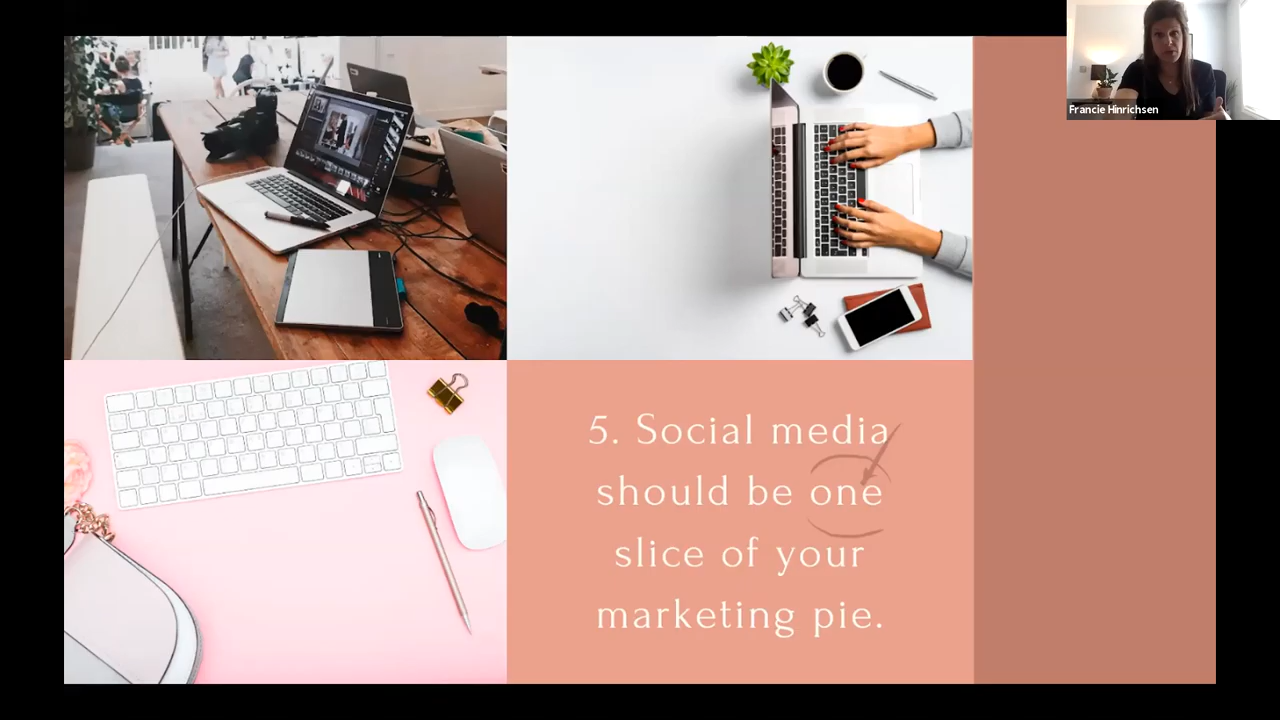 Francie Hinrichsen
5. Social media
should be one
slice of your
marketing pie.